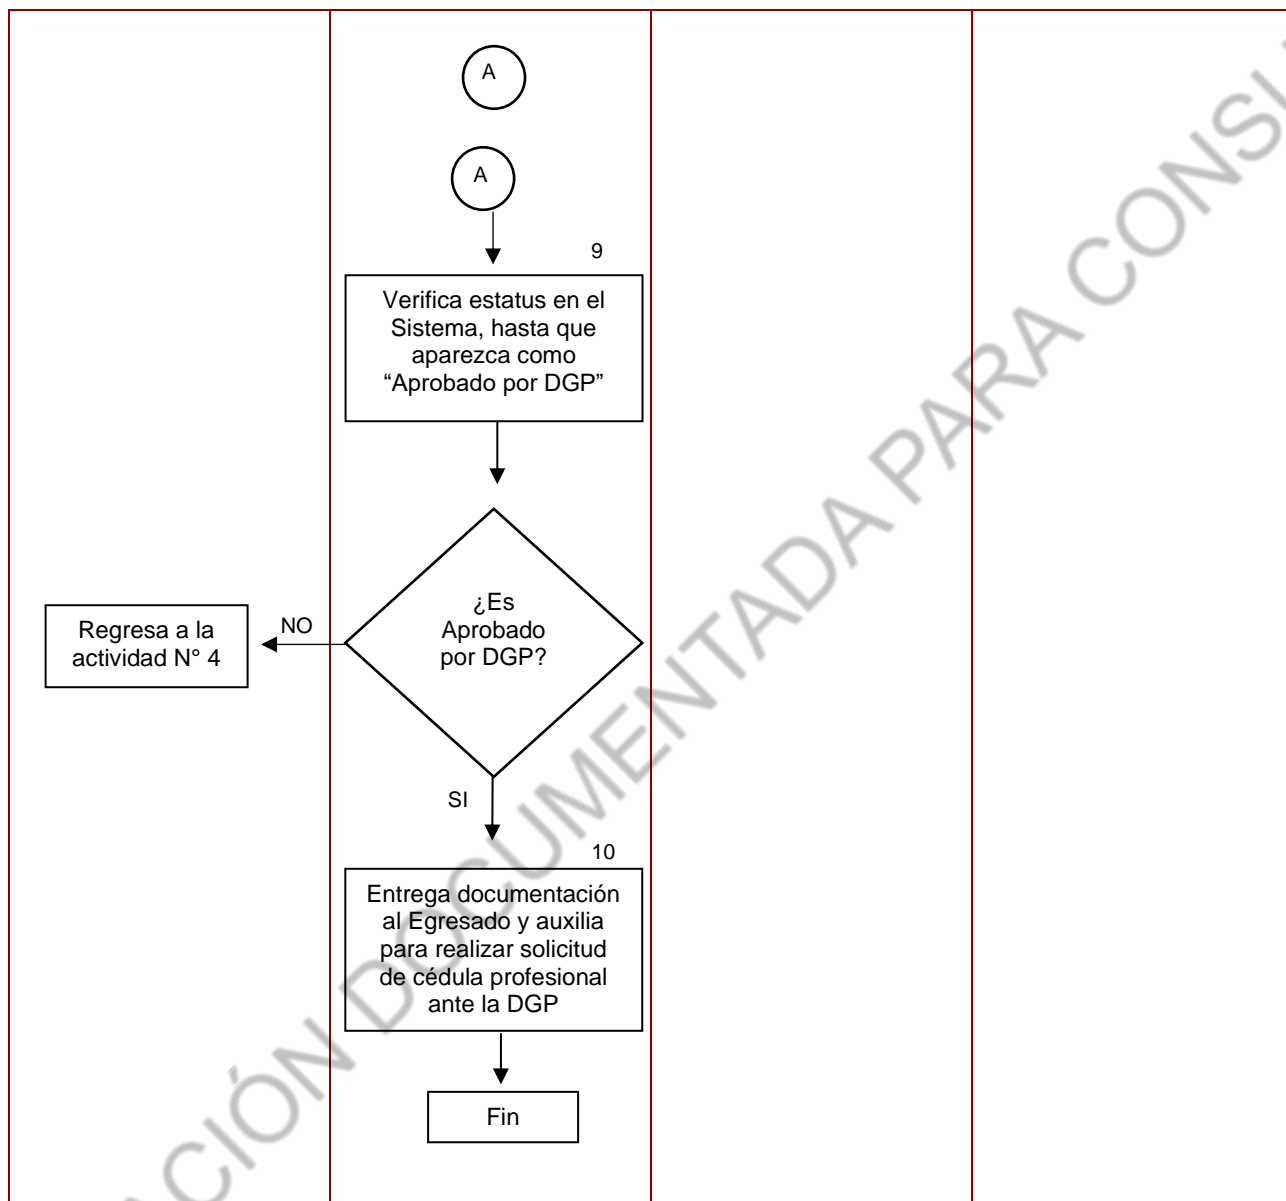 A
A
9
Verifica estatus en el
Sistema, hasta que
aparezca como
“Aprobado por DGP”
¿Es
Aprobado
por DGP?
NO
Regresa a la
actividad N° 4
SI
10
Entrega documentación
al Egresado y auxilia
para realizar solicitud
de cédula profesional
ante la DGP
Fin
DOCUMENTADA PARA